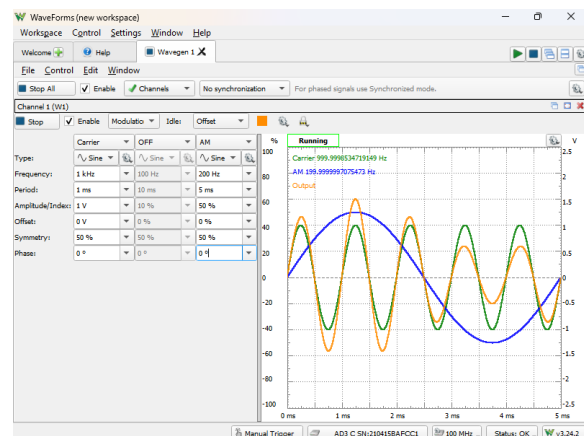 WaveForms (new workspace)
Workspace Control Settings Window Help
Welcome Help Wavegen 1
File Control Edit Window
Stop All Enable Channels No synchronization For phased signals use Synchronized mode.
Channel 1 (W1)
Stop Enable Modulatio Idle: Offset
Carrier OFF AM
Type: Sine Sine Sine
Frequency: 1 kHz 100 Hz 200 Hz
Period: 1 ms 10 ms 5 ms
Amplitude/Index: 1 V 10 % 50 %
Offset: 0 V 0 % 0 %
Symmetry: 50 % 50 % 50 %
Phase: 0 ° 0 ° 0 °
% Running V
Carrier 999.9998534719149 Hz
AM 199.9999997075473 Hz
Output
100 2.5
80 2
60 1.5
40 1
20 0.5
0 0
-20 -0.5
-40 -1
-60 -1.5
-80 -2
-100 -2.5
0 ms 1 ms 2 ms 3 ms 4 ms 5 ms
Manual Trigger AD3 C SN:210415BAFCC1 100 MHz Status: OK v3.24.2